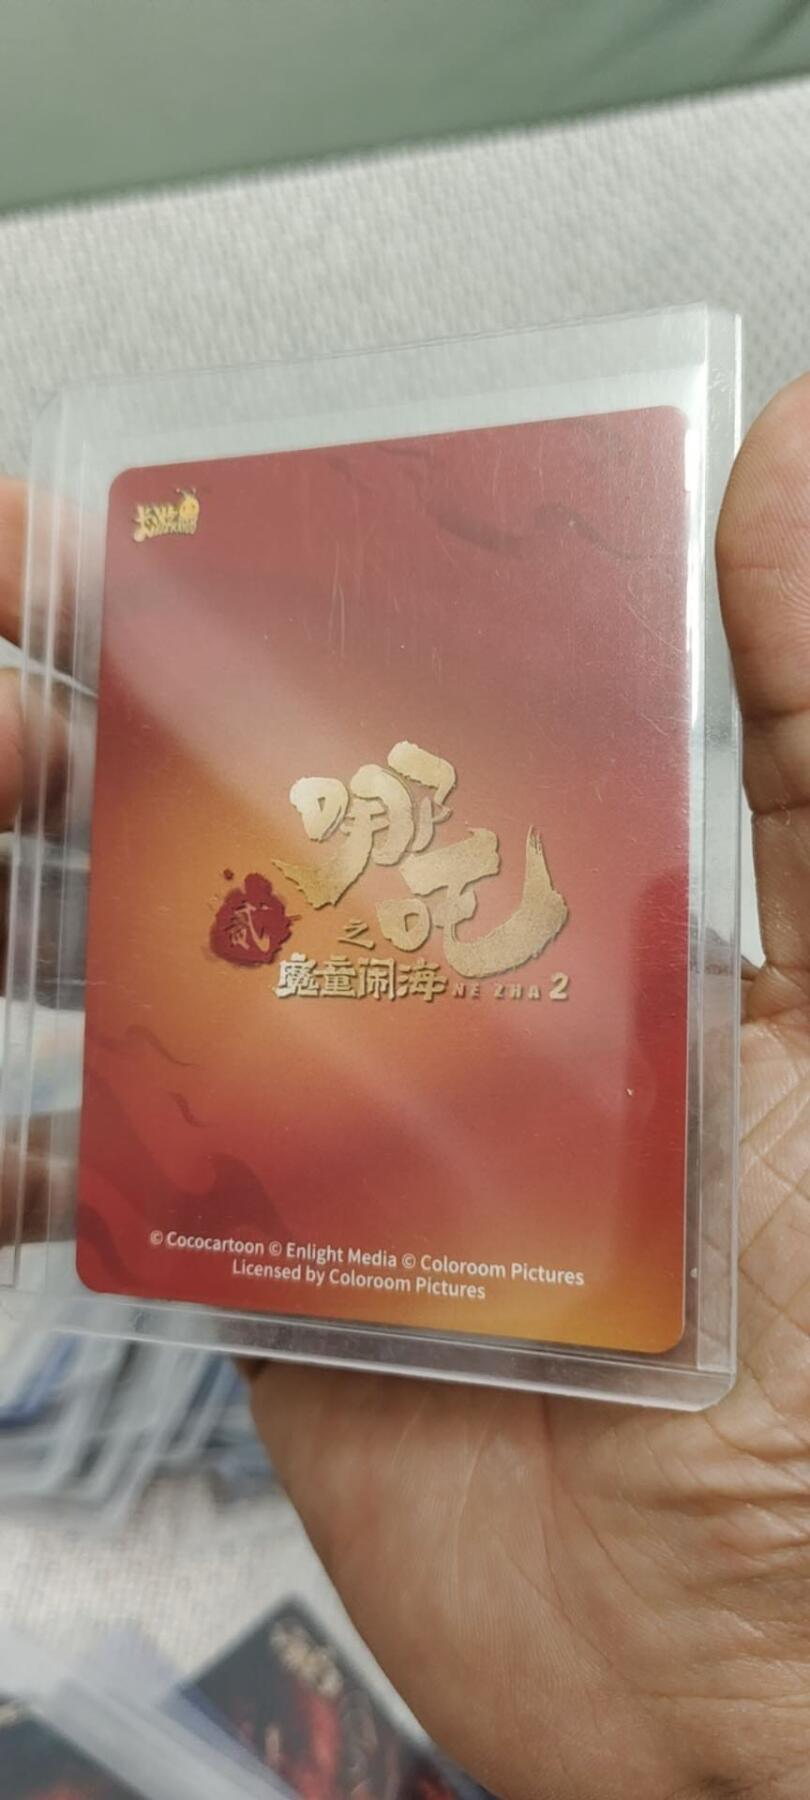 哪吒
贰
之
魔童闹海 NE ZHA 2
© Cococartoon © Enlight Media © Coloroom Pictures
Licensed by Coloroom Pictures